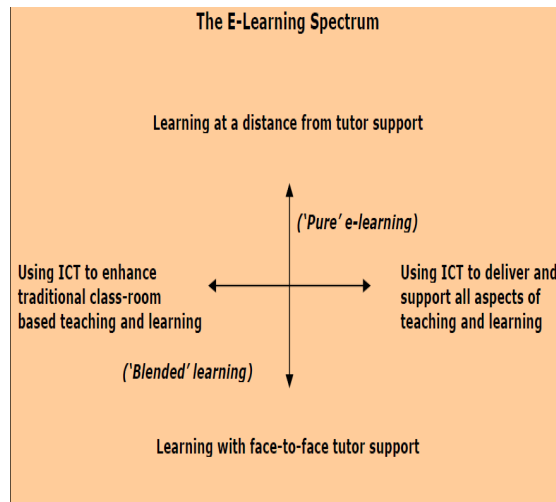 The E-Learning Spectrum
Learning at a distance from tutor support
('Pure' e-learning)
Using ICT to enhance
traditional class-room
based teaching and learning
Using ICT to deliver and
support all aspects of
teaching and learning
('Blended' learning)
Learning with face-to-face tutor support